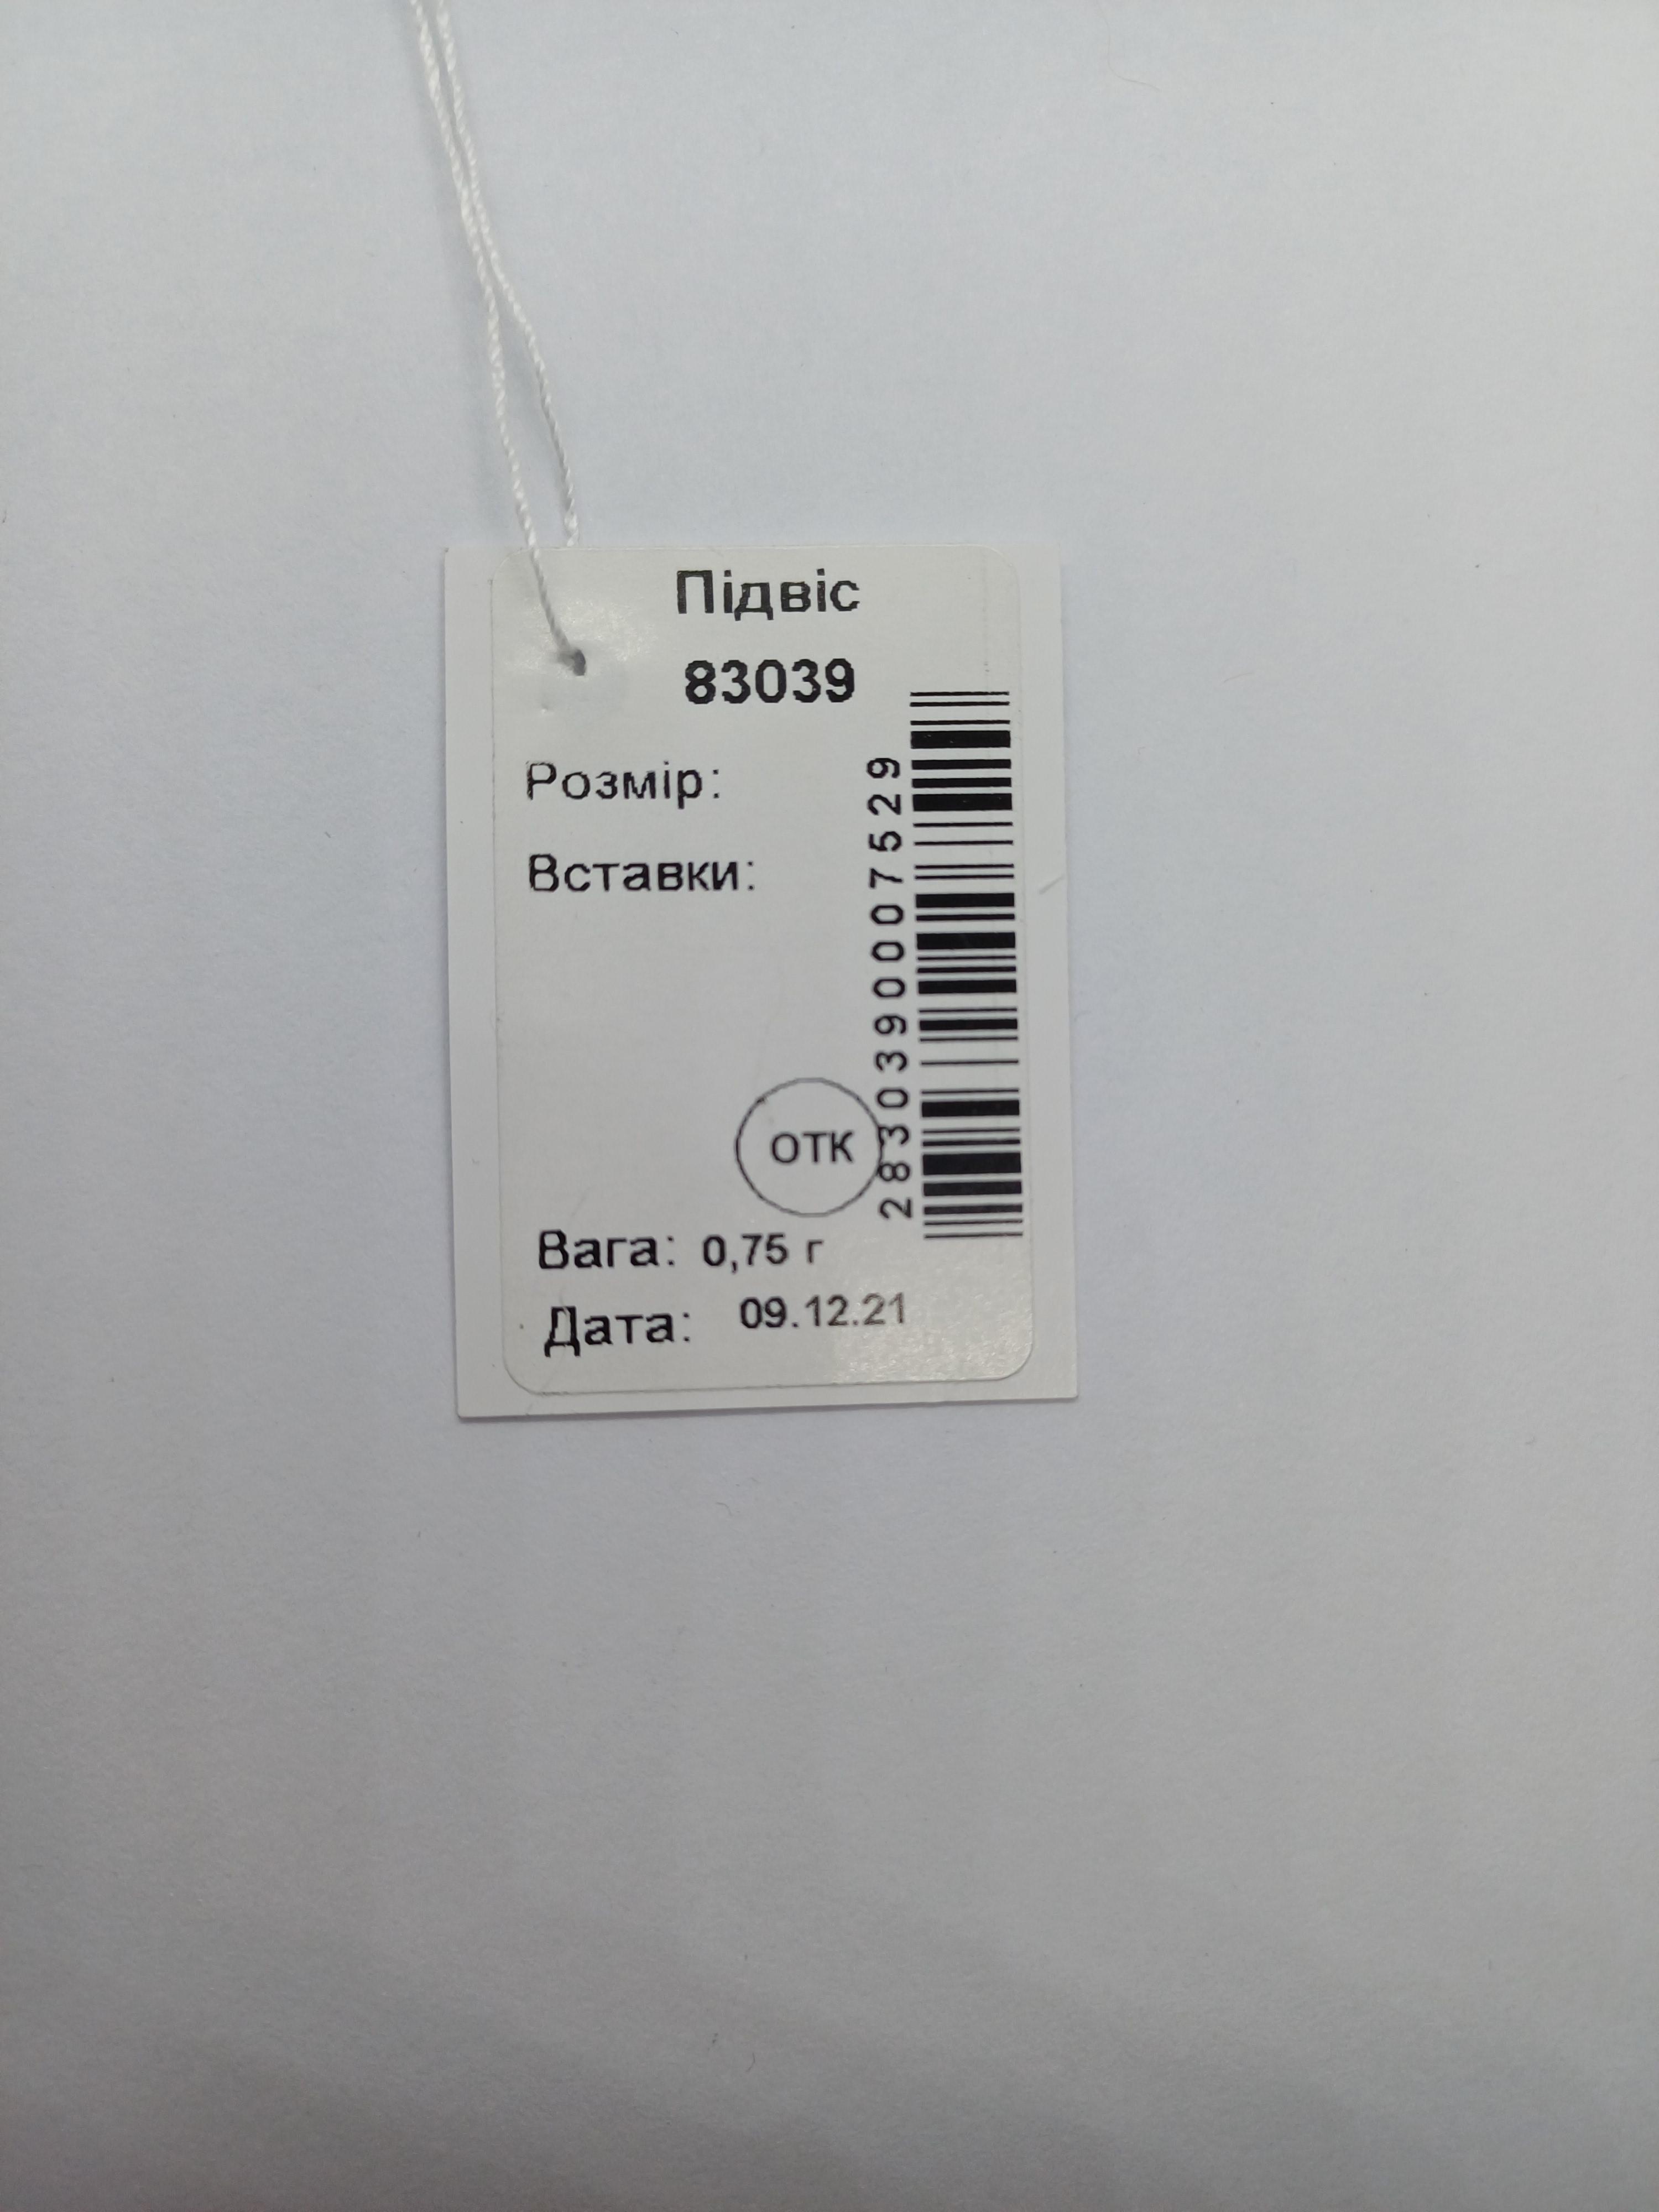 Підвіс
83039
Розмір:
Вставки:
2830390007529
ОТК
Вага: 0,75 г
Дата: 09.12.21